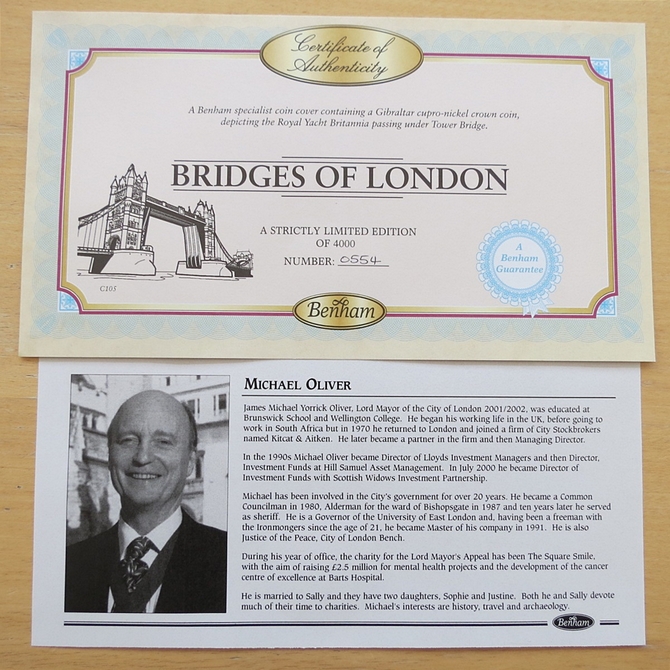 Certificate of
Authenticity
A Benham specialist coin cover containing a Gibraltar cupro-nickel crown coin,
depicting the Royal Yacht Britannia passing under Tower Bridge.
BRIDGES OF LONDON
A STRICTLY LIMITED EDITION
OF 4000
NUMBER: 0554
C105
A
Benham
Guarantee
Benham
MICHAEL OLIVER
James Michael Yorrick Oliver, Lord Mayor of the City of London 2001/2002, was educated at
Brunswick School and Wellington College. He began his working life in the UK, before going to
work in South Africa but in 1970 he returned to London and joined a firm of City Stockbrokers
named Kitcat & Aitken. He later became a partner in the firm and then Managing Director.
In the 1990s Michael Oliver became Director of Lloyds Investment Managers and then Director,
Investment Funds at Hill Samuel Asset Management. In July 2000 he became Director of
Investment Funds with Scottish Widows Investment Partnership.
Michael has been involved in the City's government for over 20 years. He became a Common
Councilman in 1980, Alderman for the ward of Bishopsgate in 1987 and ten years later he served
as sheriff. He is a Governor of the University of East London and, having been a freeman with
the Ironmongers since the age of 21, he became Master of his company in 1991. He is also
Justice of the Peace, City of London Bench.
During his year of office, the charity for the Lord Mayor's Appeal has been The Square Smile,
with the aim of raising £2.5 million for mental health projects and the development of the cancer
centre of excellence at Barts Hospital.
He is married to Sally and they have two daughters, Sophie and Justine. Both he and Sally devote
much of their time to charities. Michael's interests are history, travel and archaeology.
Benham